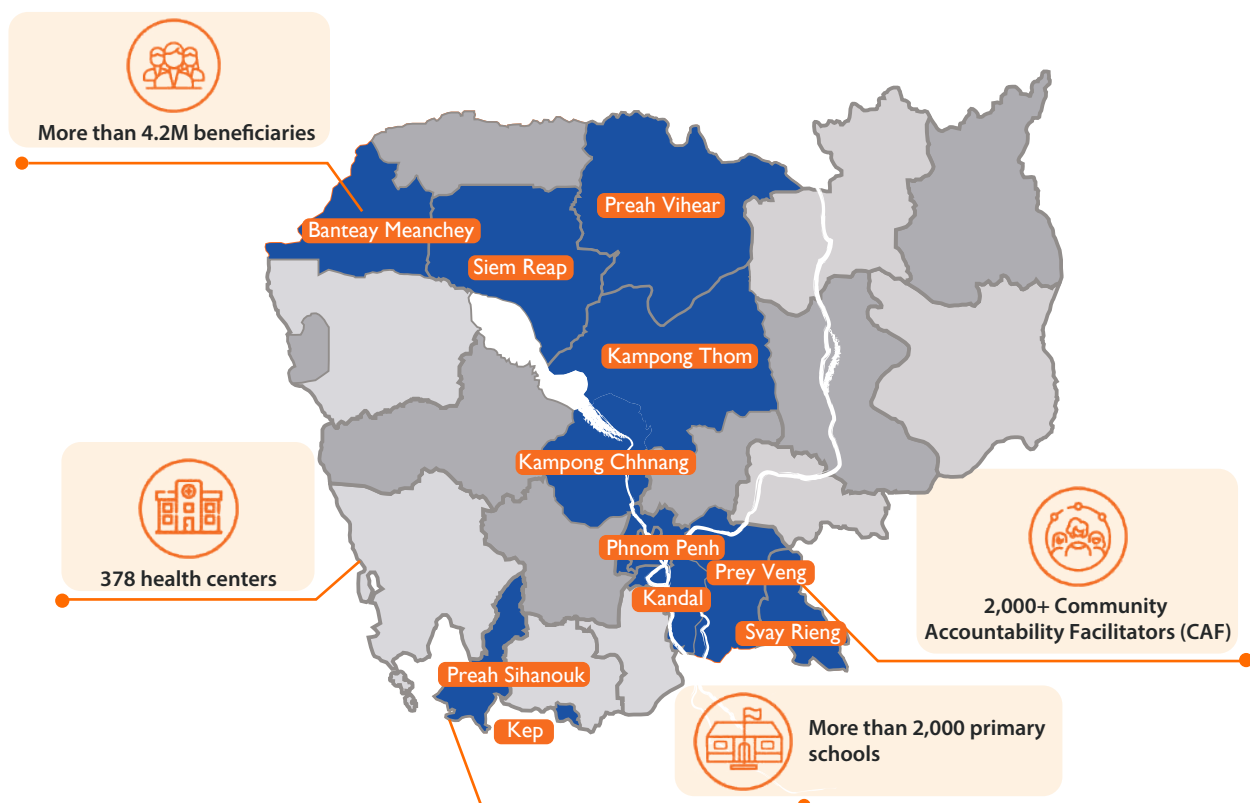 More than 4.2M beneficiaries
Preah Vihear
Banteay Meanchey
Siem Reap
Kampong Thom
Kampong Chhnang
378 health centers
Phnom Penh
Prey Veng
Kandal
Svay Rieng
2,000+ Community
Accountability Facilitators (CAF)
Preah Sihanouk
Kep
More than 2,000 primary
schools